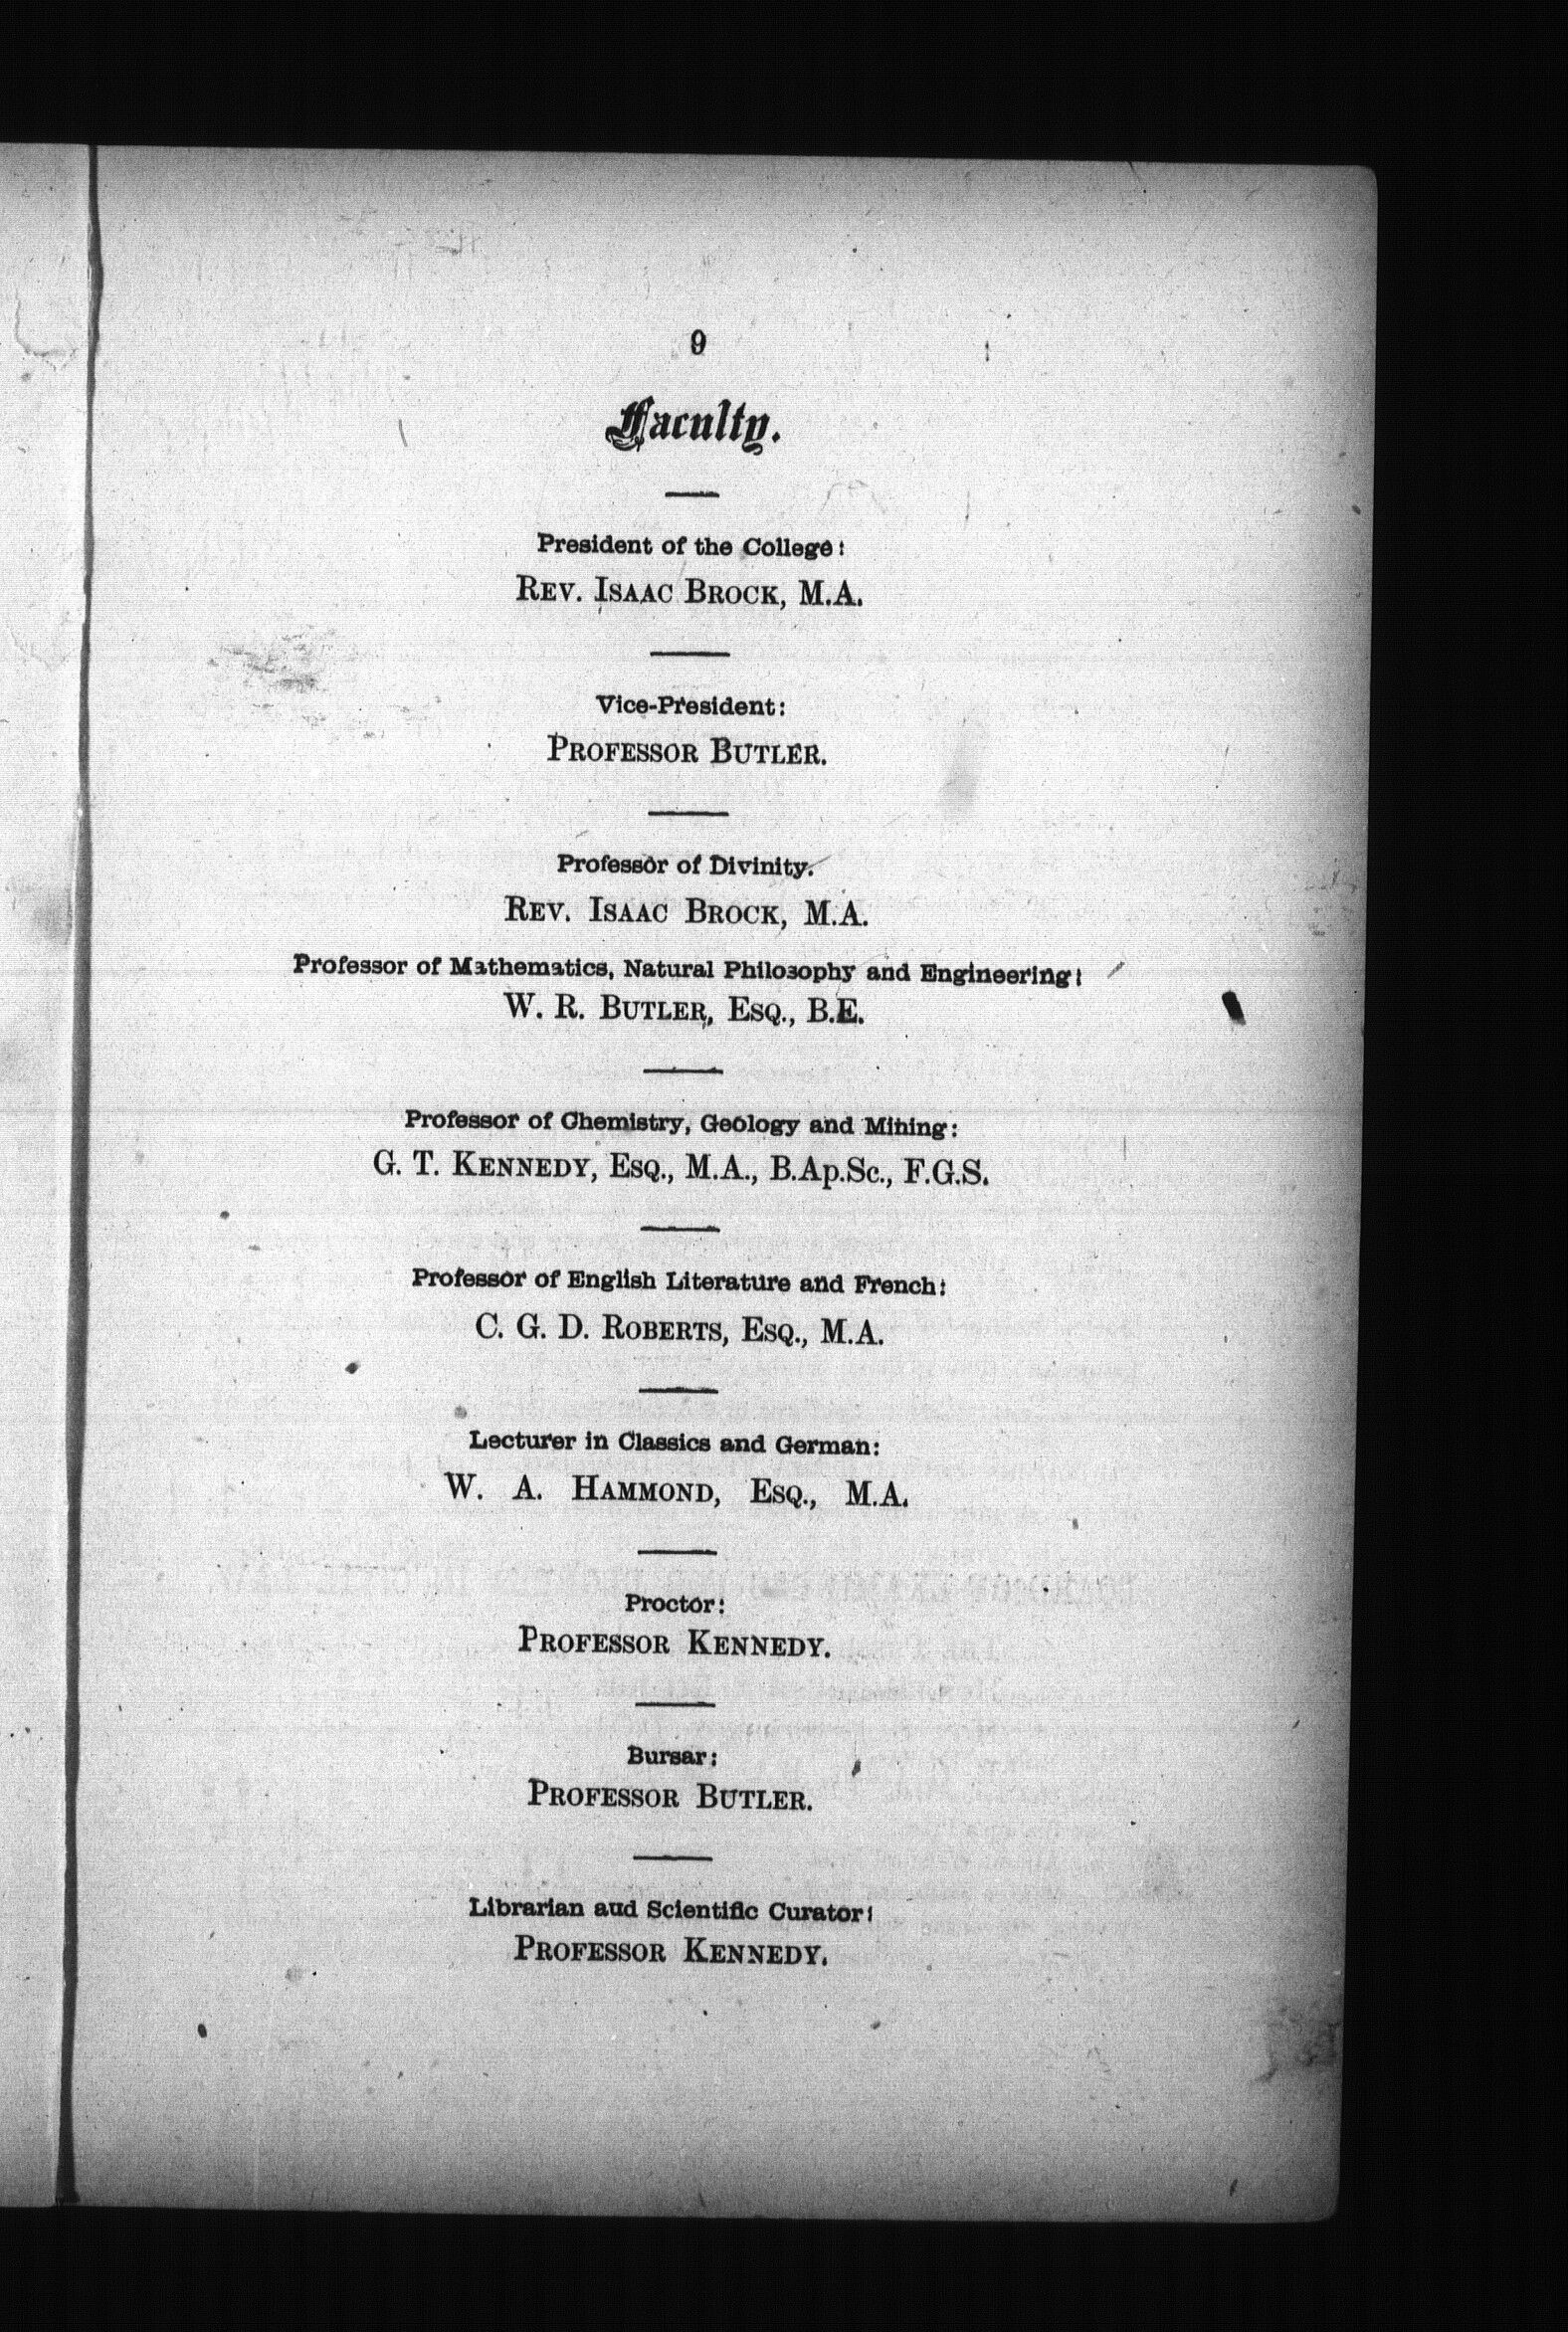 9
Faculty.
President of the College:
REV. ISAAC BROCK, M.A.
Vice-President:
PROFESSOR BUTLER.
Professor of Divinity.
REV. ISAAC BROCK, M.A.
Professor of Mathematics, Natural Philosophy and Engineering:
W. R. BUTLER, ESQ., B.E.
Professor of Chemistry, Geology and Mining:
G. T. KENNEDY, ESQ., M.A., B.Ap.Sc., F.G.S.
Professor of English Literature and French:
C. G. D. ROBERTS, ESQ., M.A.
Lecturer in Classics and German:
W. A. HAMMOND, ESQ., M.A.
Proctor:
PROFESSOR KENNEDY.
Bursar:
PROFESSOR BUTLER.
Librarian aud Scientific Curator:
PROFESSOR KENNEDY.